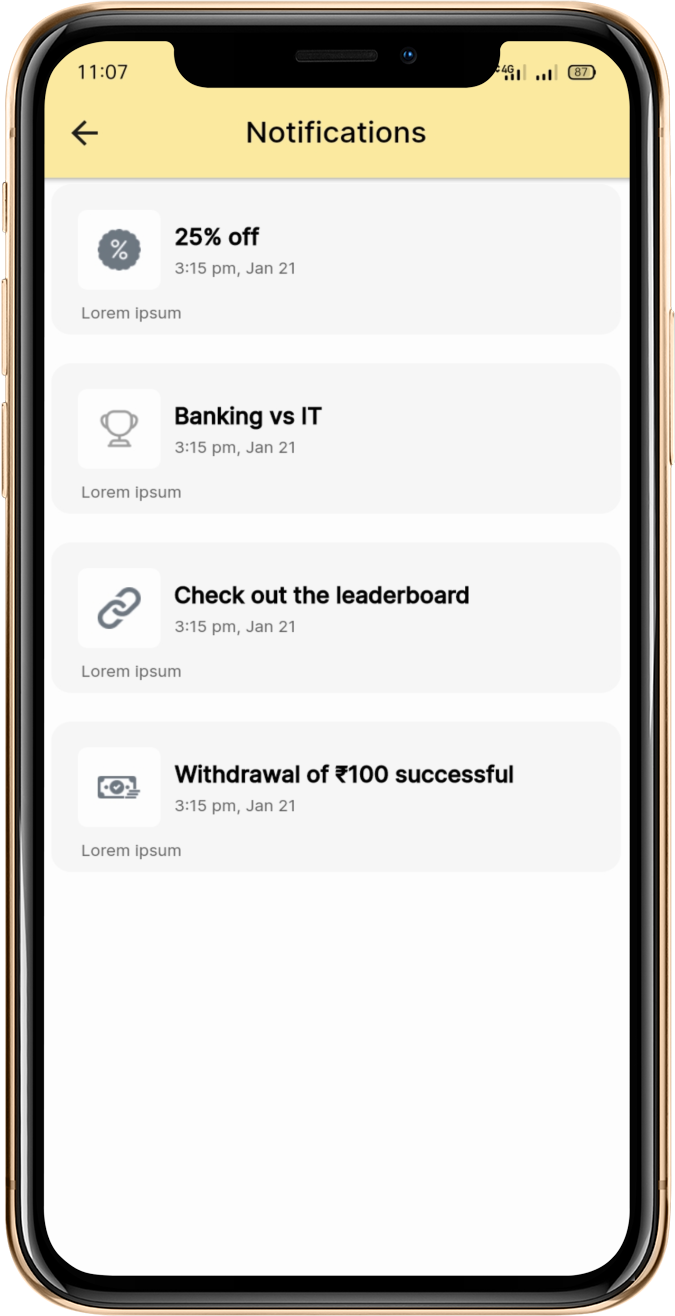 11:07
4G
87
Notifications
%
25% off
3:15 pm, Jan 21
Lorem ipsum
Banking vs IT
3:15 pm, Jan 21
Lorem ipsum
Check out the leaderboard
3:15 pm, Jan 21
Lorem ipsum
Withdrawal of ₹100 successful
3:15 pm, Jan 21
Lorem ipsum